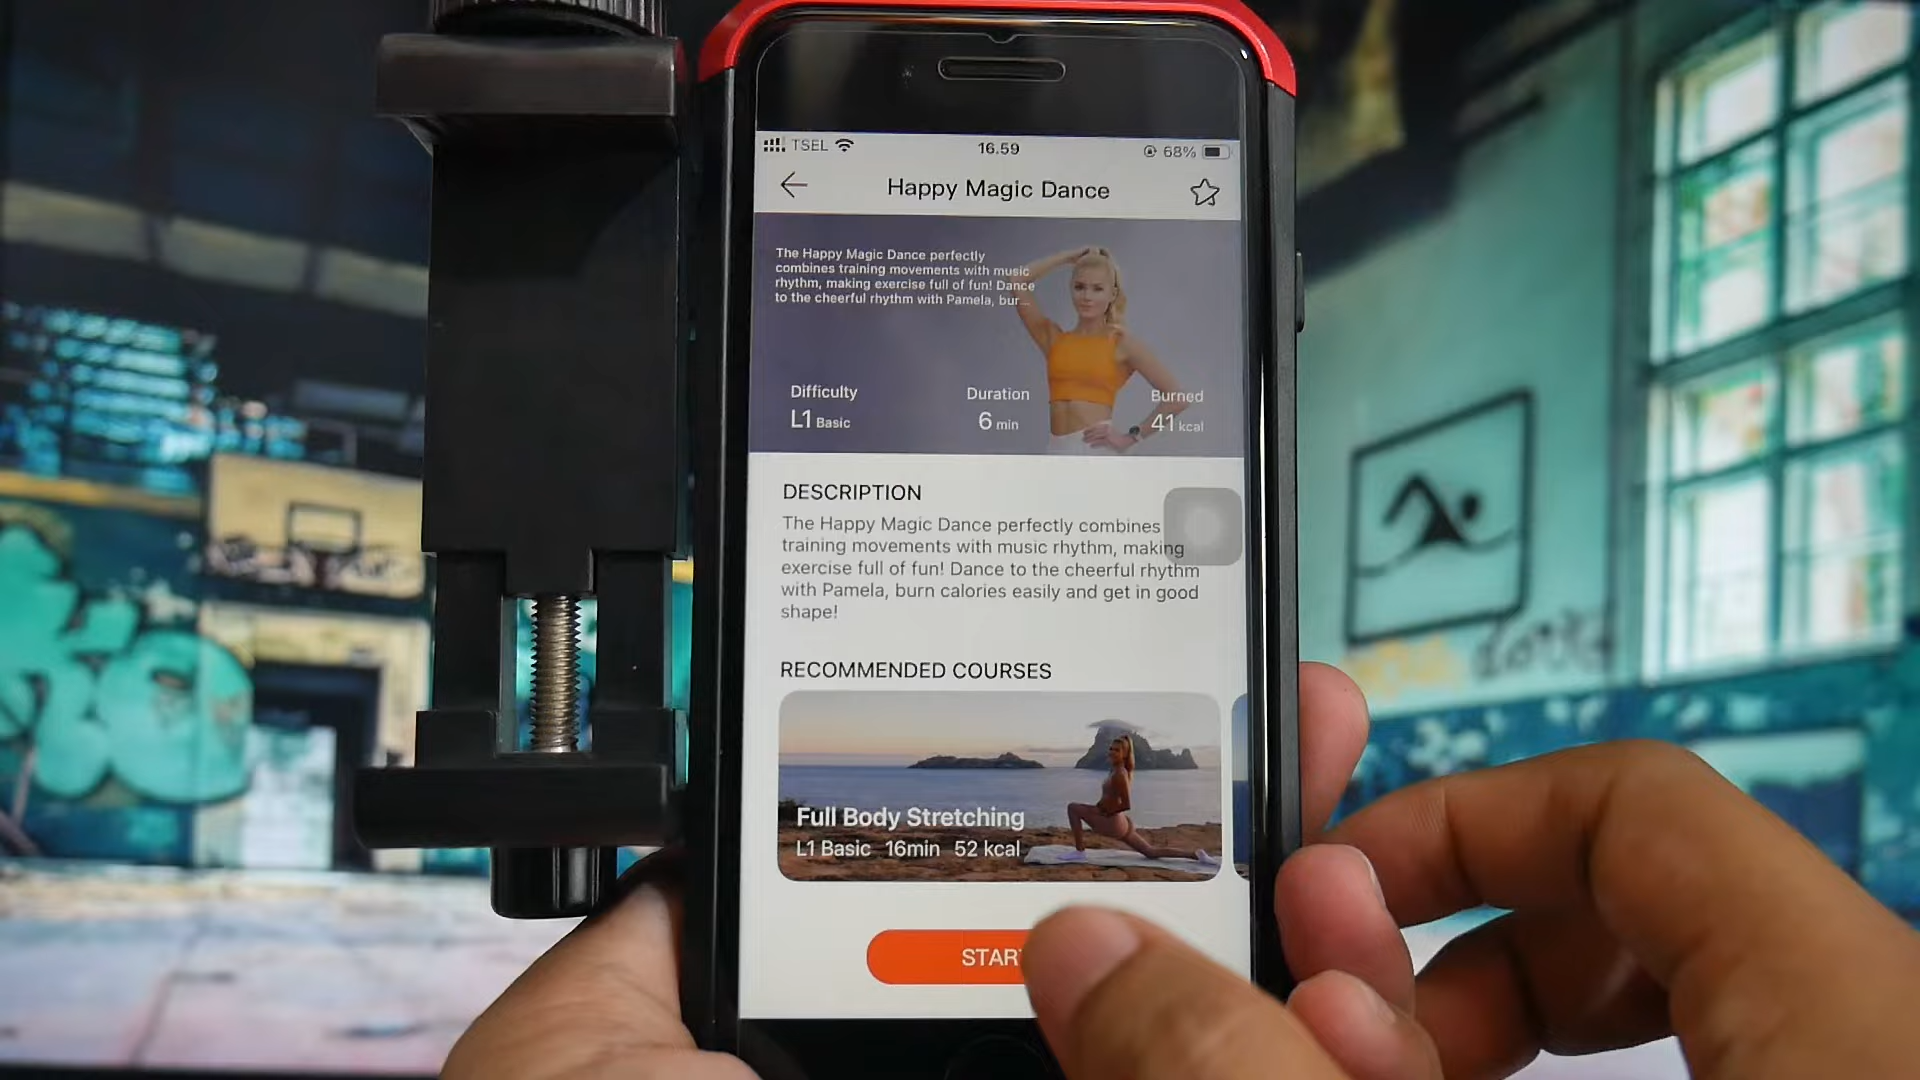 TSEL
16.59
68%
Happy Magic Dance
The Happy Magic Dance perfectly
combines training movements with music
rhythm, making exercise full of fun! Dance
to the cheerful rhythm with Pamela, bur...
Difficulty
L1 Basic
Duration
6 min
Burned
41 kcal
DESCRIPTION
The Happy Magic Dance perfectly combines
training movements with music rhythm, making
exercise full of fun! Dance to the cheerful rhythm
with Pamela, burn calories easily and get in good
shape!
RECOMMENDED COURSES
Full Body Stretching
L1 Basic 16min 52 kcal
STAR